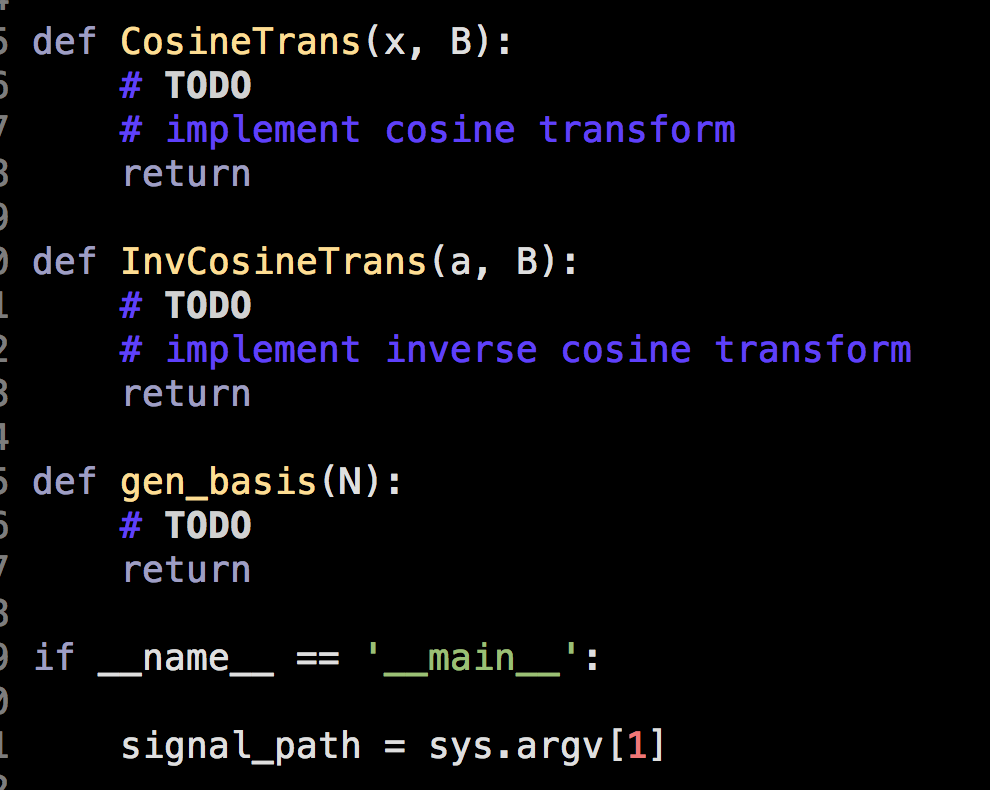 def CosineTrans(x, B):
    # TODO
    # implement cosine transform
    return
def InvCosineTrans(a, B):
    # TODO
    # implement inverse cosine transform
    return
def gen_basis(N):
    # TODO
    return
if __name__ == '__main__':
    signal_path = sys.argv[1]